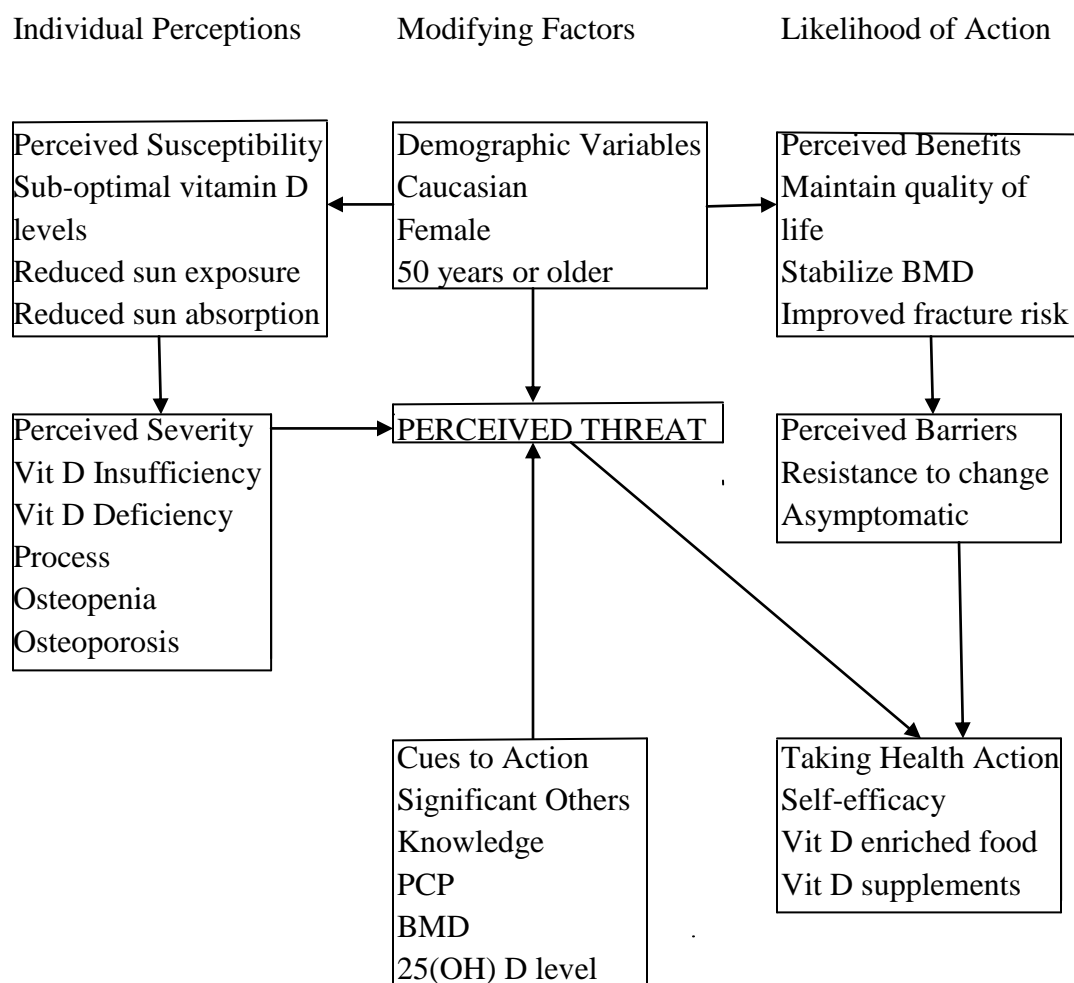 Individual Perceptions
Modifying Factors
Likelihood of Action
Perceived Susceptibility
Sub-optimal vitamin D
levels
Reduced sun exposure
Reduced sun absorption
Demographic Variables
Caucasian
Female
50 years or older
Perceived Benefits
Maintain quality of
life
Stabilize BMD
Improved fracture risk
Perceived Severity
Vit D Insufficiency
Vit D Deficiency
Process
Osteopenia
Osteoporosis
PERCEIVED THREAT
Perceived Barriers
Resistance to change
Asymptomatic
Cues to Action
Significant Others
Knowledge
PCP
BMD
25(OH) D level
Taking Health Action
Self-efficacy
Vit D enriched food
Vit D supplements